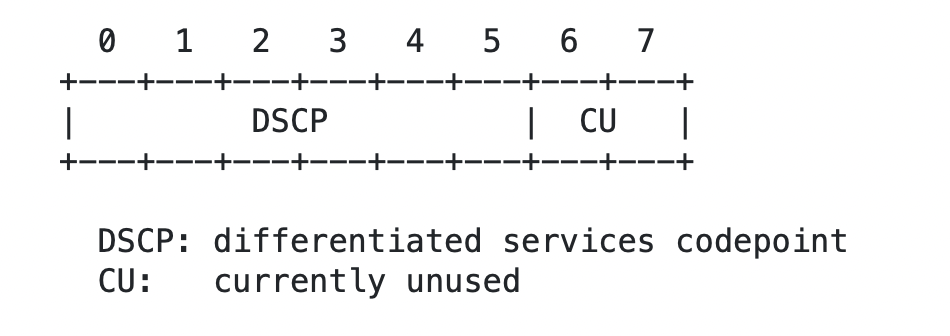 0   1   2   3   4   5   6   7
+---+---+---+---+---+---+---+---+
|         DSCP          |  CU   |
+---+---+---+---+---+---+---+---+

  DSCP: differentiated services codepoint
  CU:   currently unused